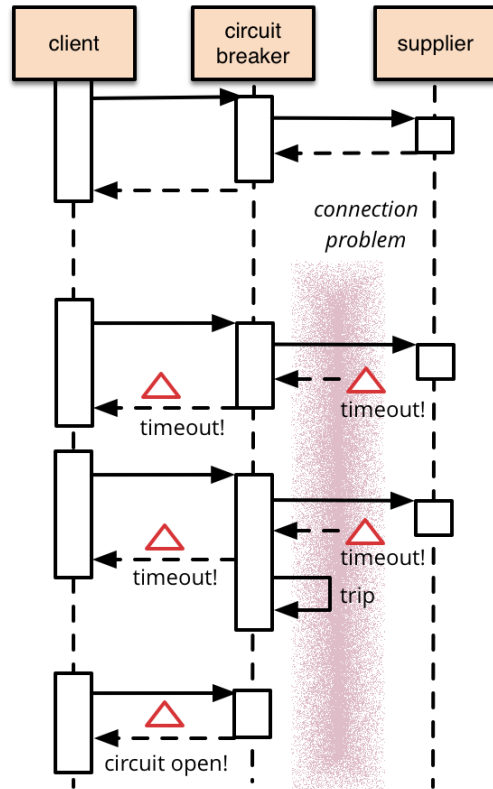 client
circuit
breaker
supplier
connection
problem
timeout!
timeout!
timeout!
timeout!
trip
circuit open!